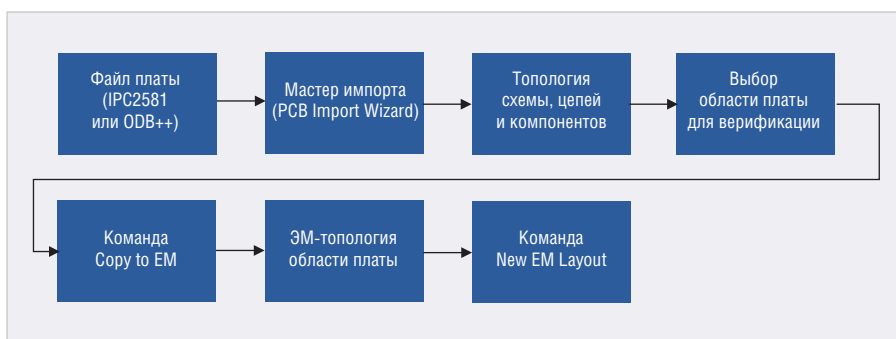 Файл платы
(IPC2581
или ODB++)
Мастер импорта
(PCB Import Wizard)
Топология
схемы, цепей
и компонентов
Выбор
области платы
для верификации
Команда
Copy to EM
ЭМ-топология
области платы
Команда
New EM Layout